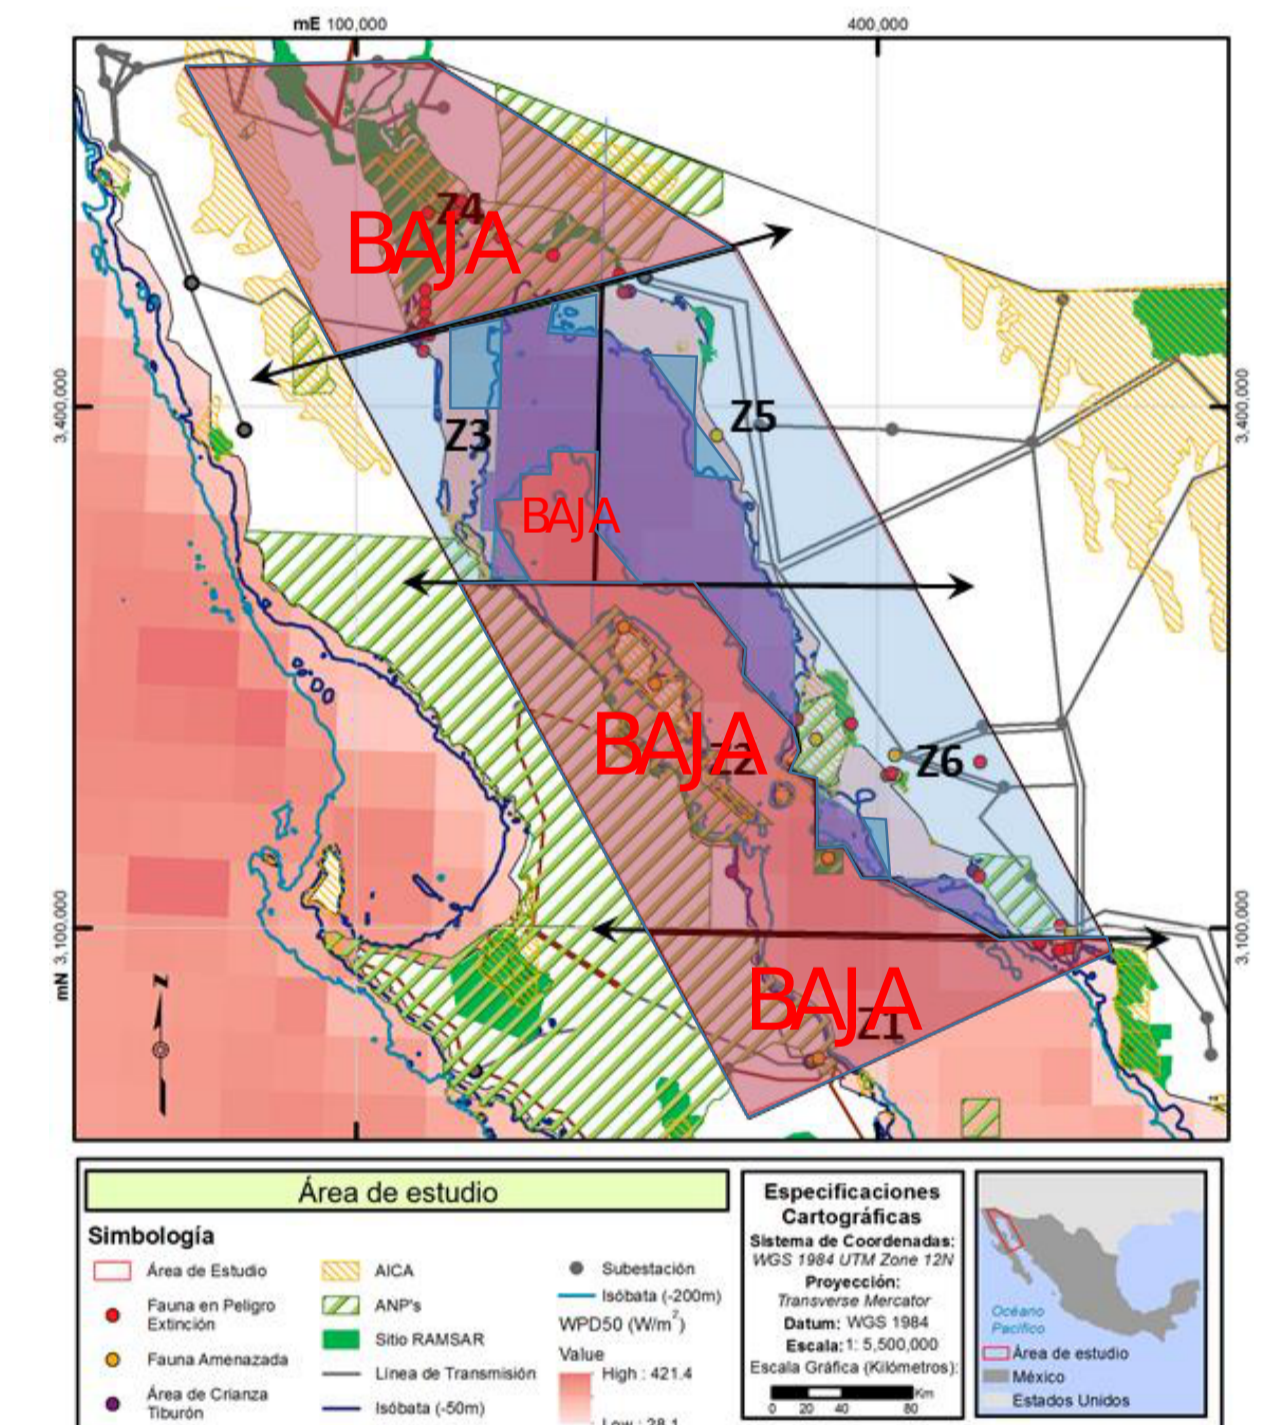 mE 100,000
400,000
Z4
BAJA
3,400,000
3,400,000
Z5
Z3
BAJA
BAJA
Z2
Z6
mN 3,100,000
3,100,000
BAJA
Z1
Z
Área de estudio
Simbología
Área de Estudio
Fauna en Peligro
Extinción
Fauna Amenazada
Área de Crianza
Tiburón
AICA
ANP's
Sitio RAMSAR
Línea de Transmisión
Isóbata (-50m)
Subestación
Isóbata (-200m)
WPD50 (W/m²)
Value
High : 421.4
Low : 28.1
Especificaciones
Cartográficas
Sistema de Coordenadas:
WGS 1984 UTM Zone 12N
Proyección:
Transverse Mercator
Datum: WGS 1984
Escala: 1: 5,500,000
Escala Gráfica (Kilómetros):
Km
0 20 40 80
Océano
Pacífico
Área de estudio
México
Estados Unidos